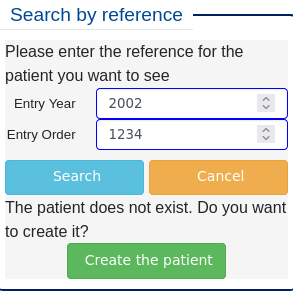 Search by reference
Please enter the reference for the
patient you want to see
Entry Year 2002
Entry Order 1234
Search Cancel
The patient does not exist. Do you want
to create it?
Create the patient